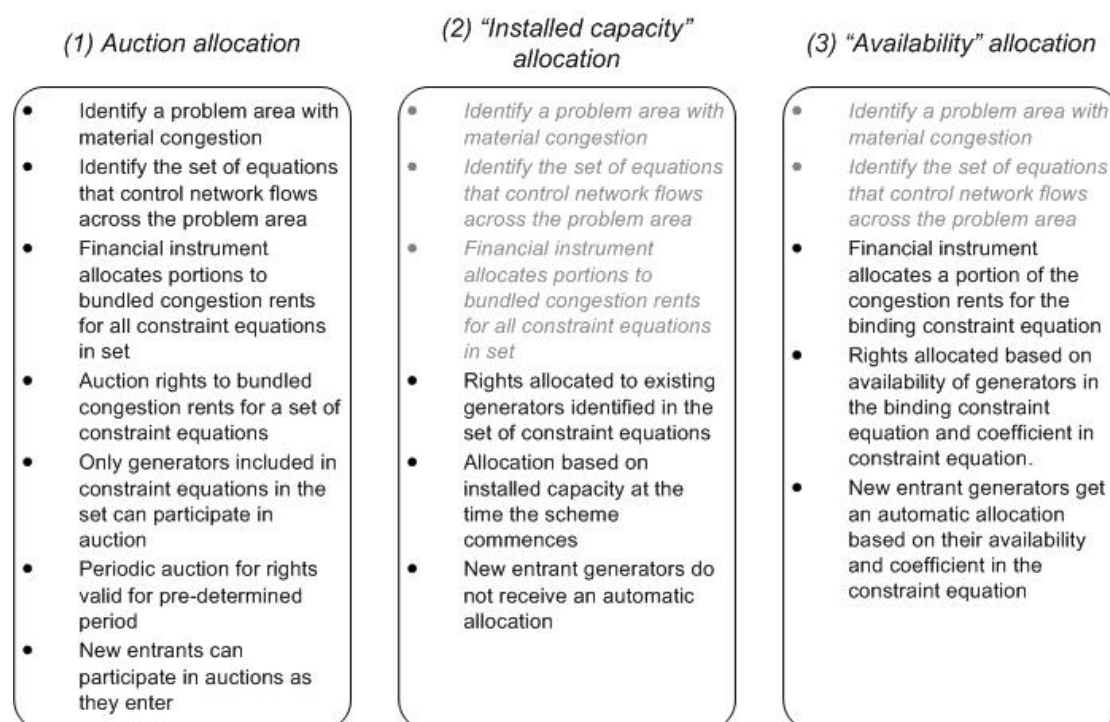 (1) Auction allocation
• Identify a problem area with
material congestion
• Identify the set of equations
that control network flows
across the problem area
• Financial instrument
allocates portions to
bundled congestion rents
for all constraint equations
in set
• Auction rights to bundled
congestion rents for a set of
constraint equations
• Only generators included in
constraint equations in the
set can participate in
auction
• Periodic auction for rights
valid for pre-determined
period
• New entrants can
participate in auctions as
they enter
(2) “Installed capacity”
allocation
• Identify a problem area with
material congestion
• Identify the set of equations
that control network flows
across the problem area
• Financial instrument
allocates portions to
bundled congestion rents
for all constraint equations
in set
• Rights allocated to existing
generators identified in the
set of constraint equations
• Allocation based on
installed capacity at the
time the scheme
commences
• New entrant generators do
not receive an automatic
allocation
(3) “Availability” allocation
• Identify a problem area with
material congestion
• Identify the set of equations
that control network flows
across the problem area
• Financial instrument
allocates a portion of the
congestion rents for the
binding constraint equation
• Rights allocated based on
availability of generators in
the binding constraint
equation and coefficient in
constraint equation.
• New entrant generators get
an automatic allocation
based on their availability
and coefficient in the
constraint equation